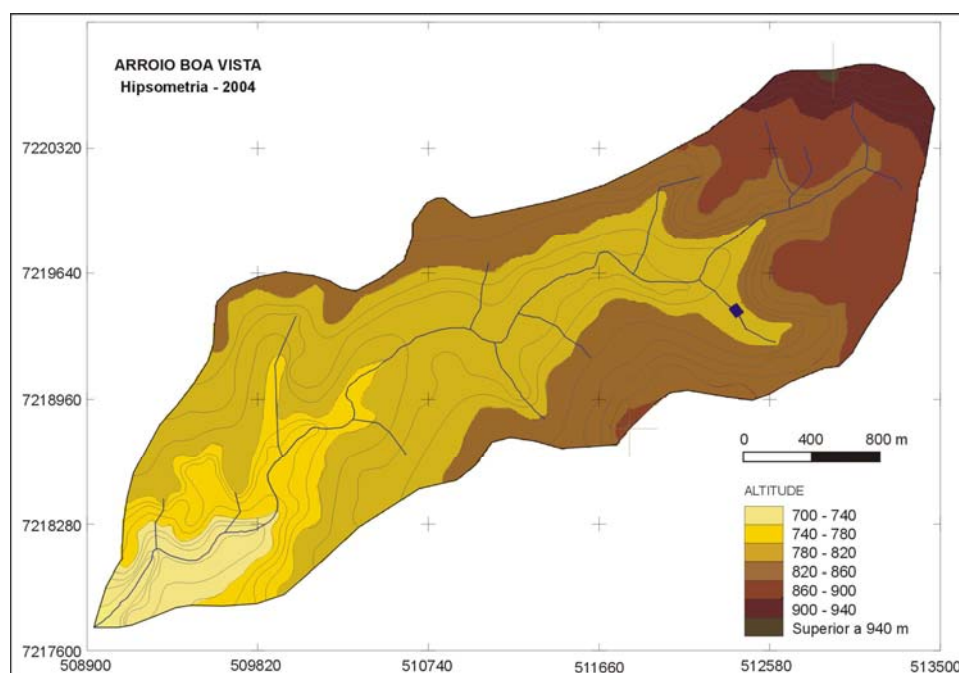 ARROIO BOA VISTA
Hipsometria - 2004
7220320
7219640
7218960
7218280
7217600
508900
509820
510740
511660
512580
513500
0 400 800 m
ALTITUDE
700 - 740
740 - 780
780 - 820
820 - 860
860 - 900
900 - 940
Superior a 940 m